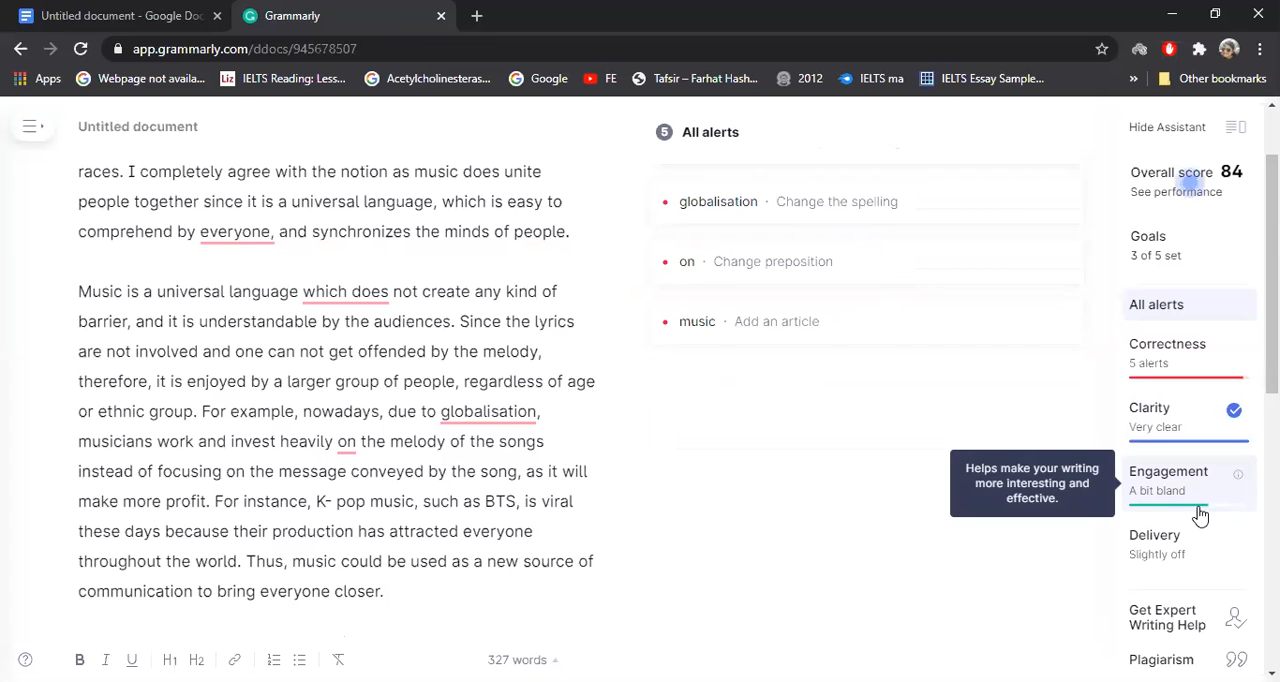 Untitled document - Google Doc
Grammarly
app.grammarly.com/ddocs/945678507
Apps
Webpage not availa...
Liz
IELTS Reading: Less...
Acetylcholinesteras...
Google
FE
Tafsir – Farhat Hash...
2012
IELTS ma
IELTS Essay Sample...
»
Other bookmarks
Untitled document
races. I completely agree with the notion as music does unite
people together since it is a universal language, which is easy to
comprehend by everyone, and synchronizes the minds of people.
Music is a universal language which does not create any kind of
barrier, and it is understandable by the audiences. Since the lyrics
are not involved and one can not get offended by the melody,
therefore, it is enjoyed by a larger group of people, regardless of age
or ethnic group. For example, nowadays, due to globalisation,
musicians work and invest heavily on the melody of the songs
instead of focusing on the message conveyed by the song, as it will
make more profit. For instance, K- pop music, such as BTS, is viral
these days because their production has attracted everyone
throughout the world. Thus, music could be used as a new source of
communication to bring everyone closer.
B I U H1 H2
327 words
5 All alerts
globalisation · Change the spelling
on · Change preposition
music · Add an article
Helps make your writing
more interesting and
effective.
Hide Assistant
Overall score 84
See performance
Goals
3 of 5 set
All alerts
Correctness
5 alerts
Clarity
Very clear
Engagement
A bit bland
Delivery
Slightly off
Get Expert
Writing Help
Plagiarism